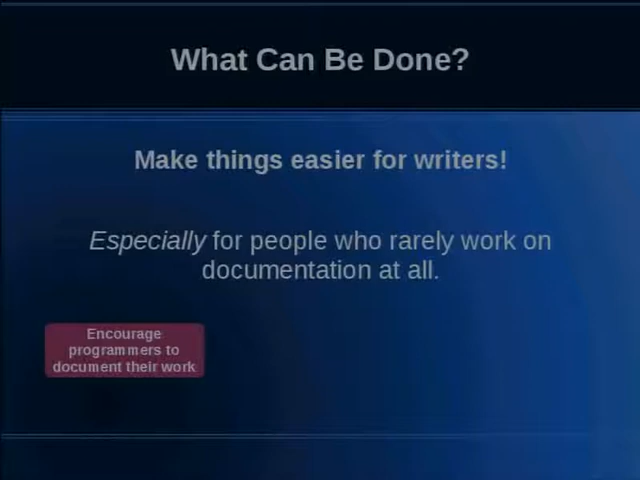 What Can Be Done?
Make things easier for writers!
Especially for people who rarely work on
documentation at all.
Encourage
programmers to
document their work